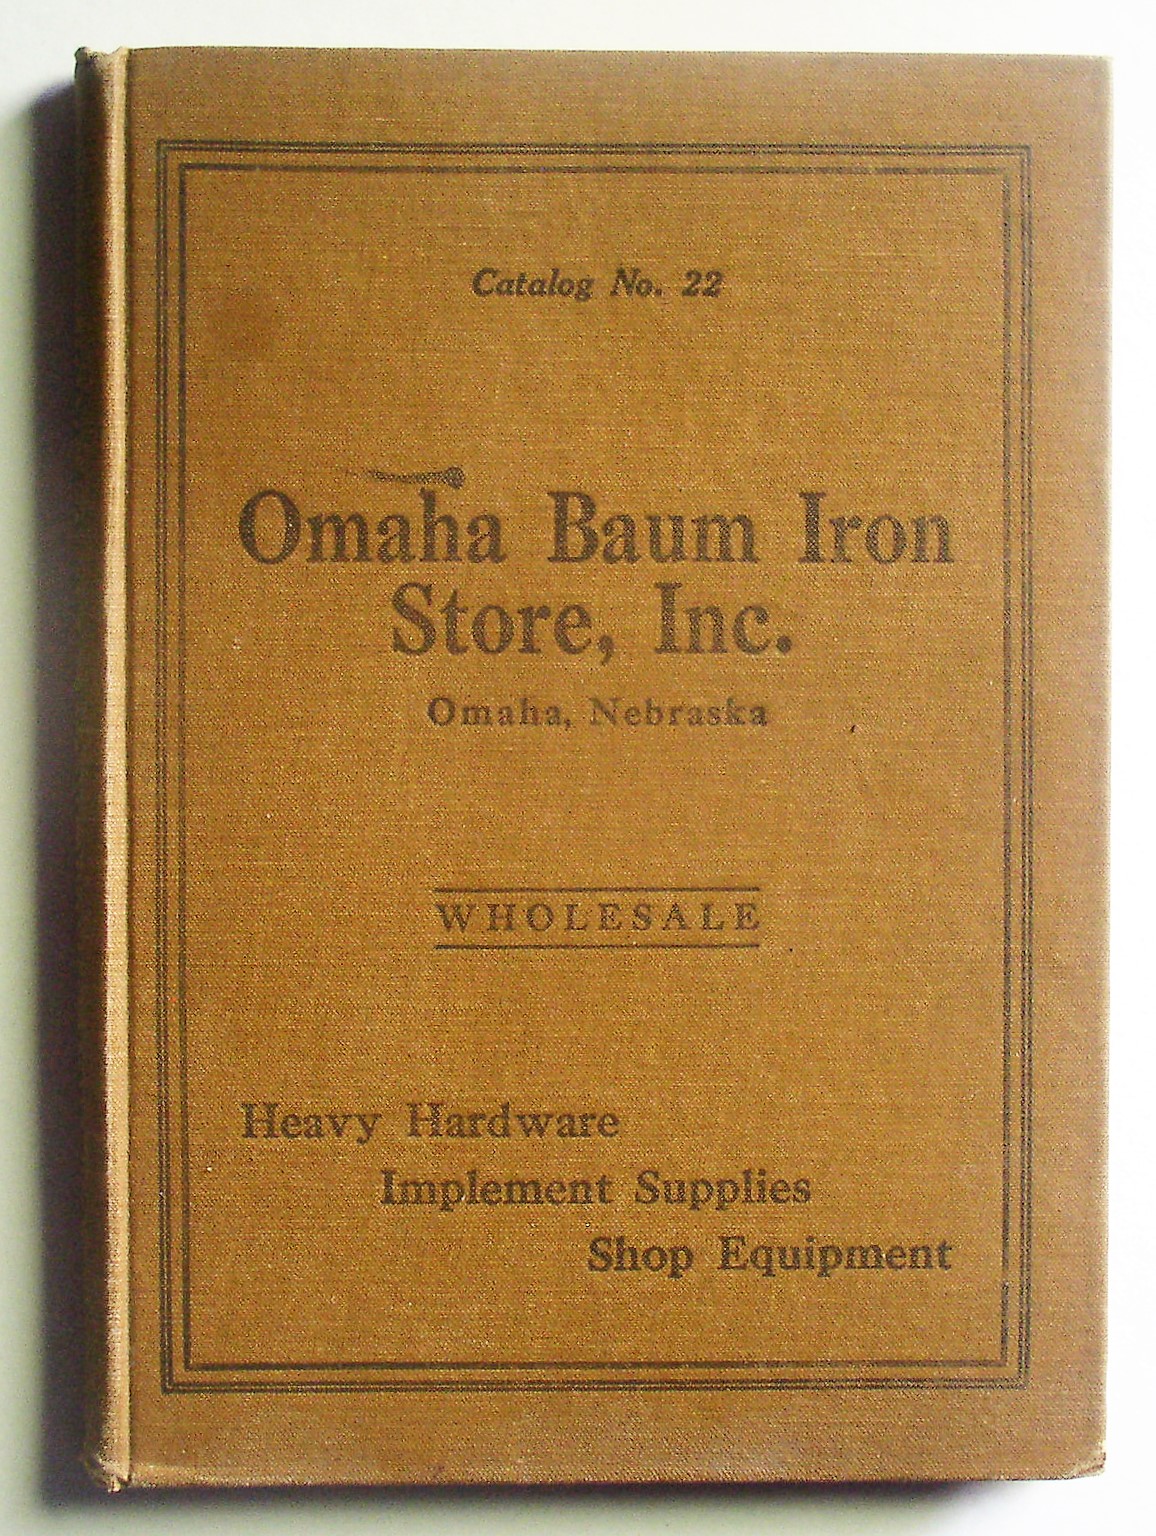 Catalog No. 22
Omaha Baum Iron
Store, Inc.
Omaha, Nebraska
WHOLESALE
Heavy Hardware
Implement Supplies
Shop Equipment